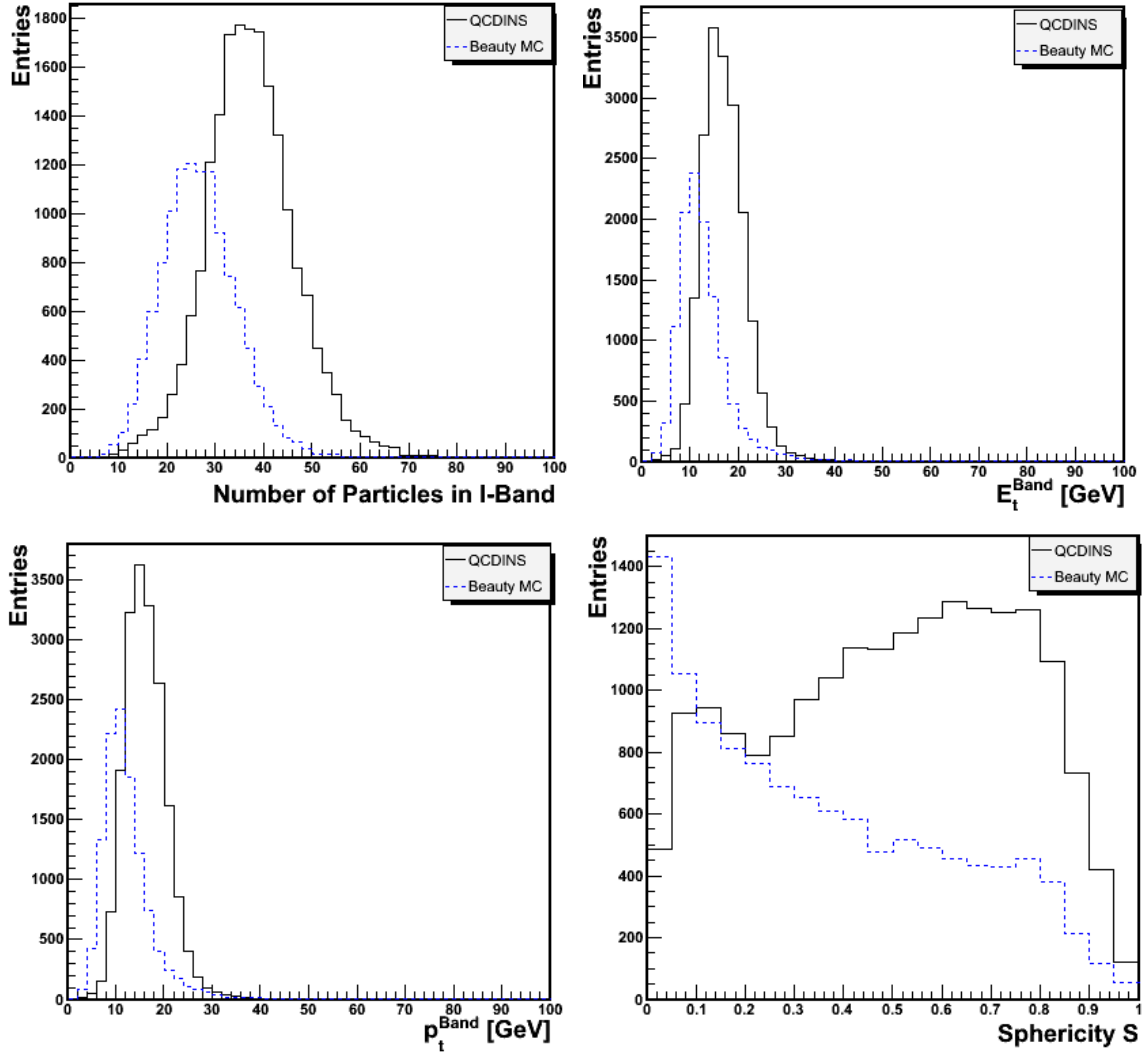 Entries
1800
1600
1400
1200
1000
800
600
400
200
0
0 10 20 30 40 50 60 70 80 90 100
Number of Particles in I-Band
QCDINS
Beauty MC
Entries
3500
3000
2500
2000
1500
1000
500
0
0 10 20 30 40 50 60 70 80 90 100
E_t^Band [GeV]
QCDINS
Beauty MC
Entries
3500
3000
2500
2000
1500
1000
500
0
0 10 20 30 40 50 60 70 80 90 100
p_t^Band [GeV]
QCDINS
Beauty MC
Entries
1400
1200
1000
800
600
400
200
0
0 0.1 0.2 0.3 0.4 0.5 0.6 0.7 0.8 0.9 1
Sphericity S
QCDINS
Beauty MC